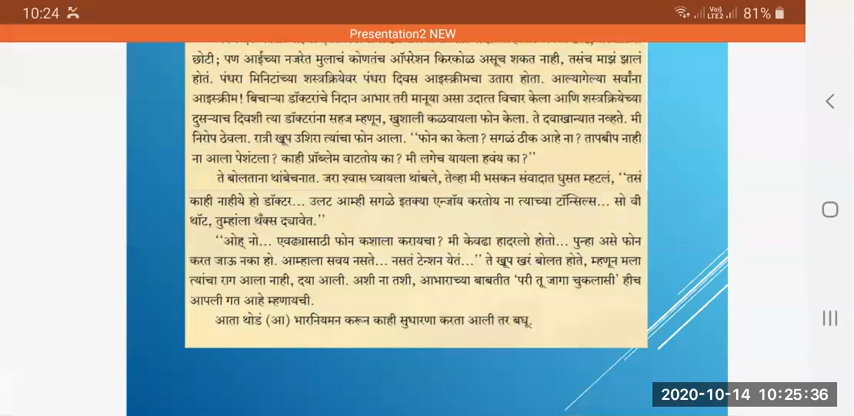 10:24
Vo)
LTE2
81%
Presentation2 NEW
छोटी; पण आईच्या नजरेत मुलाचं कोणतंच ऑपरेशन किरकोळ असूच शकत नाही, तसंच माझं झालं
होतं. पंधरा मिनिटांच्या शस्त्रक्रियेवर पंधरा दिवस आइस्क्रीमचा उतारा होता. आल्यागेल्या सर्वांना
आइस्क्रीम! बिचाऱ्या डॉक्टरांचे निदान आभार तरी मानूया असा उदात्त विचार केला आणि शस्त्रक्रियेच्या
दुसऱ्याच दिवशी त्या डॉक्टरांना सहज म्हणून, खुशाली कळवायला फोन केला. ते दवाखान्यात नव्हते. मी
निरोप ठेवला. रात्री खूप उशिरा त्यांचा फोन आला. ‘‘फोन का केला? सगळं ठीक आहे ना? तापबीप नाही
ना आला पेशंटला? काही प्रॉब्लेम वाटतोय का? मी लगेच यायला हवंय का?’’
ते बोलताना थांबेचनात. जरा श्वास घ्यायला थांबले, तेव्हा मी भसकन संवादात घुसत म्हटलं, ‘‘तसं
काही नाहीये हो डॉक्टर... उलट आम्ही सगळे इतक्या एन्जॉय करतोय ना त्याच्या टॉन्सिल्स... सो वी
थॉट, तुम्हांला थँक्स द्यावेत.’’
‘‘ओह् नो... एवढ्यासाठी फोन कशाला करायचा? मी केवढा हादरलो होतो... पुन्हा असे फोन
करत जाऊ नका हो. आम्हाला सवय नसते... नसतं टेन्शन येतं...’’ ते खूप खरं बोलत होते, म्हणून मला
त्यांचा राग आला नाही, दया आली. अशी ना तशी, आभाराच्या बाबतीत ‘परी तू जागा चुकलासी’ हीच
आपली गत आहे म्हणायची.
आता थोडं (आ) भारनियमन करून काही सुधारणा करता आली तर बघू.
2020-10-14 10:25:36